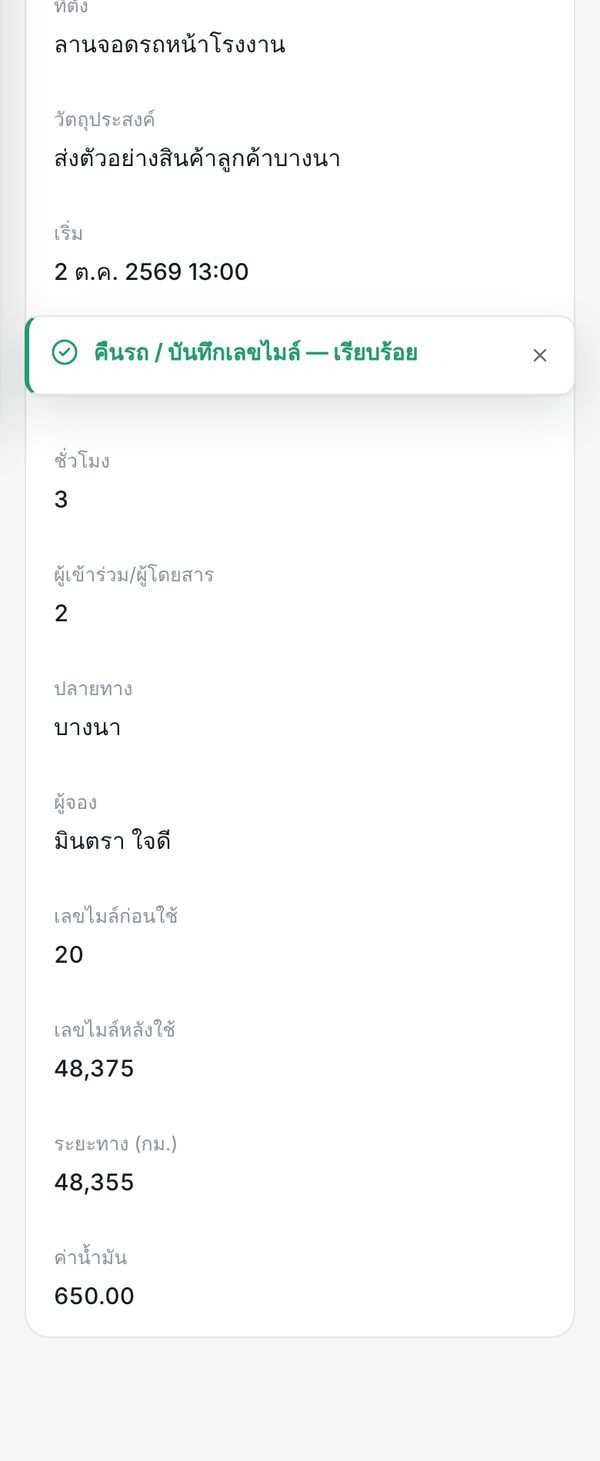 ที่ตั้ง
ลานจอดรถหน้าโรงงาน
วัตถุประสงค์
ส่งตัวอย่างสินค้าลูกค้าบางนา
เริ่ม
2 ต.ค. 2569 13:00
คืนรถ / บันทึกเลขไมล์ — เรียบร้อย
ชั่วโมง
3
ผู้เข้าร่วม/ผู้โดยสาร
2
ปลายทาง
บางนา
ผู้จอง
มินตรา ใจดี
เลขไมล์ก่อนใช้
20
เลขไมล์หลังใช้
48,375
ระยะทาง (กม.)
48,355
ค่าน้ำมัน
650.00